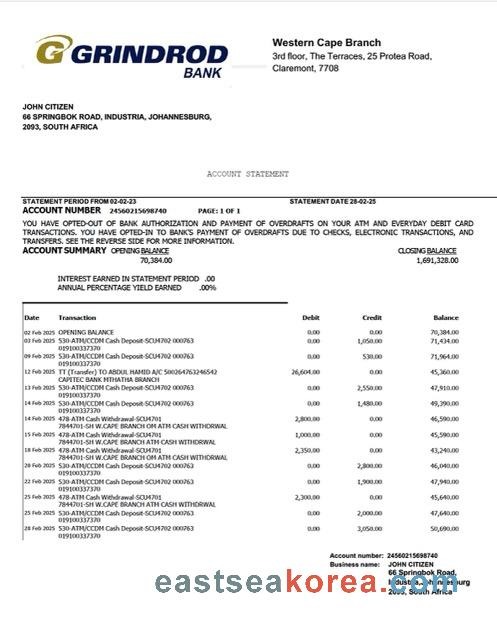 GRINDROD
BANK
Western Cape Branch
3rd floor, The Terraces, 25 Protea Road,
Claremont, 7708
JOHN CITIZEN
66 SPRINGBOK ROAD, INDUSTRIA, JOHANNESBURG,
2093, SOUTH AFRICA
ACCOUNT STATEMENT
STATEMENT PERIOD FROM 02-02-23 STATEMENT DATE 28-02-25
ACCOUNT NUMBER 24560215698740 PAGE: 1 OF 1
YOU HAVE OPTED-OUT OF BANK AUTHORIZATION AND PAYMENT OF OVERDRAFTS ON YOUR ATM AND EVERYDAY DEBIT CARD
TRANSACTIONS. YOU HAVE OPTED-IN TO BANK'S PAYMENT OF OVERDRAFTS DUE TO CHECKS, ELECTRONIC TRANSACTIONS, AND
TRANSFERS. SEE THE REVERSE SIDE FOR MORE INFORMATION.
ACCOUNT SUMMARY OPENING BALANCE CLOSING BALANCE
70,384.00 1,691,328.00
INTEREST EARNED IN STATEMENT PERIOD .00
ANNUAL PERCENTAGE YIELD EARNED .00%
Date Transaction Debit Credit Balance
02 Feb 2025 OPENING BALANCE 0.00 0.00 70,384.00
03 Feb 2025 530-ATM/CCDM Cash Deposit-SCU4702 000763 0.00 1,050.00 71,434.00
019100337370
09 Feb 2025 530-ATM/CCDM Cash Deposit-SCU4702 000763 0.00 530.00 71,964.00
019100337370
12 Feb 2025 TT (Transfer) TO ABDUL HAMID A/C 500264763246542 26,604.00 0.00 45,360.00
CAPITEC BANK MTHATHA BRANCH
13 Feb 2025 530-ATM/CCDM Cash Deposit-SCU4702 000763 0.00 2,550.00 47,910.00
019100337370
14 Feb 2025 530-ATM/CCDM Cash Deposit-SCU4702 000763 0.00 1,480.00 49,390.00
019100337370
14 Feb 2025 478-ATM Cash Withdrawal-SCU4701 2,800.00 0.00 46,590.00
7844701-SH W.CAPE BRANCH OM ATM CASH WITHDRWAL
15 Feb 2025 478-ATM Cash Withdrawal-SCU4701 1,000.00 0.00 45,590.00
7844701-SH W.CAPE BRANCH ATM CASH WITHDRWAL
18 Feb 2025 478-ATM Cash Withdrawal-SCU4701 2,350.00 0.00 43,240.00
7844701-SH W.CAPE BRANCH OM ATM CASH WITHDRWAL
20 Feb 2025 530-ATM/CCDM Cash Deposit-SCU4702 000763 0.00 2,800.00 46,040.00
019100337370
22 Feb 2025 530-ATM/CCDM Cash Deposit-SCU4702 000763 0.00 1,900.00 47,940.00
019100337370
25 Feb 2025 478-ATM Cash Withdrawal-SCU4701 2,300.00 0.00 45,640.00
7844701-SH W.CAPE BRANCH ATM CASH WITHDRWAL
25 Feb 2025 530-ATM/CCDM Cash Deposit-SCU4702 000763 0.00 2,000.00 47,640.00
019100337370
28 Feb 2025 530-ATM/CCDM Cash Deposit-SCU4702 000763 0.00 3,050.00 50,690.00
019100337370
Account number: 24560215698740
Business name: JOHN CITIZEN
66 Springbok Road,
Industria, Johannesburg
2093, South Africa
eastseakorea.com